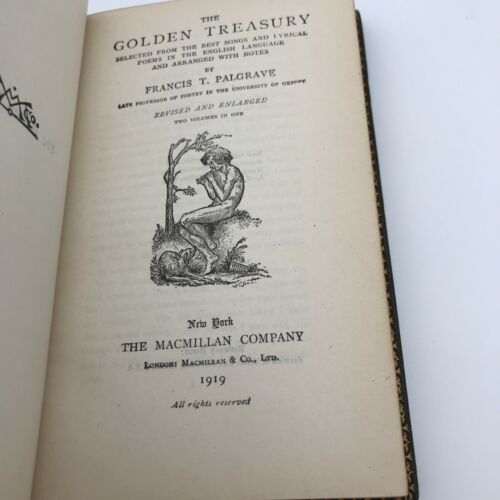 THE
GOLDEN TREASURY
SELECTED FROM THE BEST SONGS AND LYRICAL
POEMS IN THE ENGLISH LANGUAGE
AND ARRANGED WITH NOTES
BY
FRANCIS T. PALGRAVE
LATE PROFESSOR OF POETRY IN THE UNIVERSITY OF OXFORD
REVISED AND ENLARGED
TWO VOLUMES IN ONE
New York
THE MACMILLAN COMPANY
LONDON: MACMILLAN & CO., LTD.
1919
All rights reserved